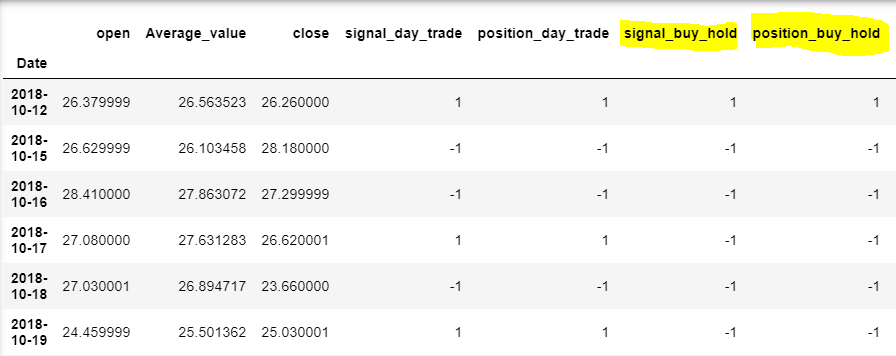 open Average_value close signal_day_trade position_day_trade signal_buy_hold position_buy_hold
Date
2018-
10-12 26.379999 26.563523 26.260000 1 1 1 1
2018-
10-15 26.629999 26.103458 28.180000 -1 -1 -1 -1
2018-
10-16 28.410000 27.863072 27.299999 -1 -1 -1 -1
2018-
10-17 27.080000 27.631283 26.620001 1 1 -1 -1
2018-
10-18 27.030001 26.894717 23.660000 -1 -1 -1 -1
2018-
10-19 24.459999 25.501362 25.030001 1 1 -1 -1